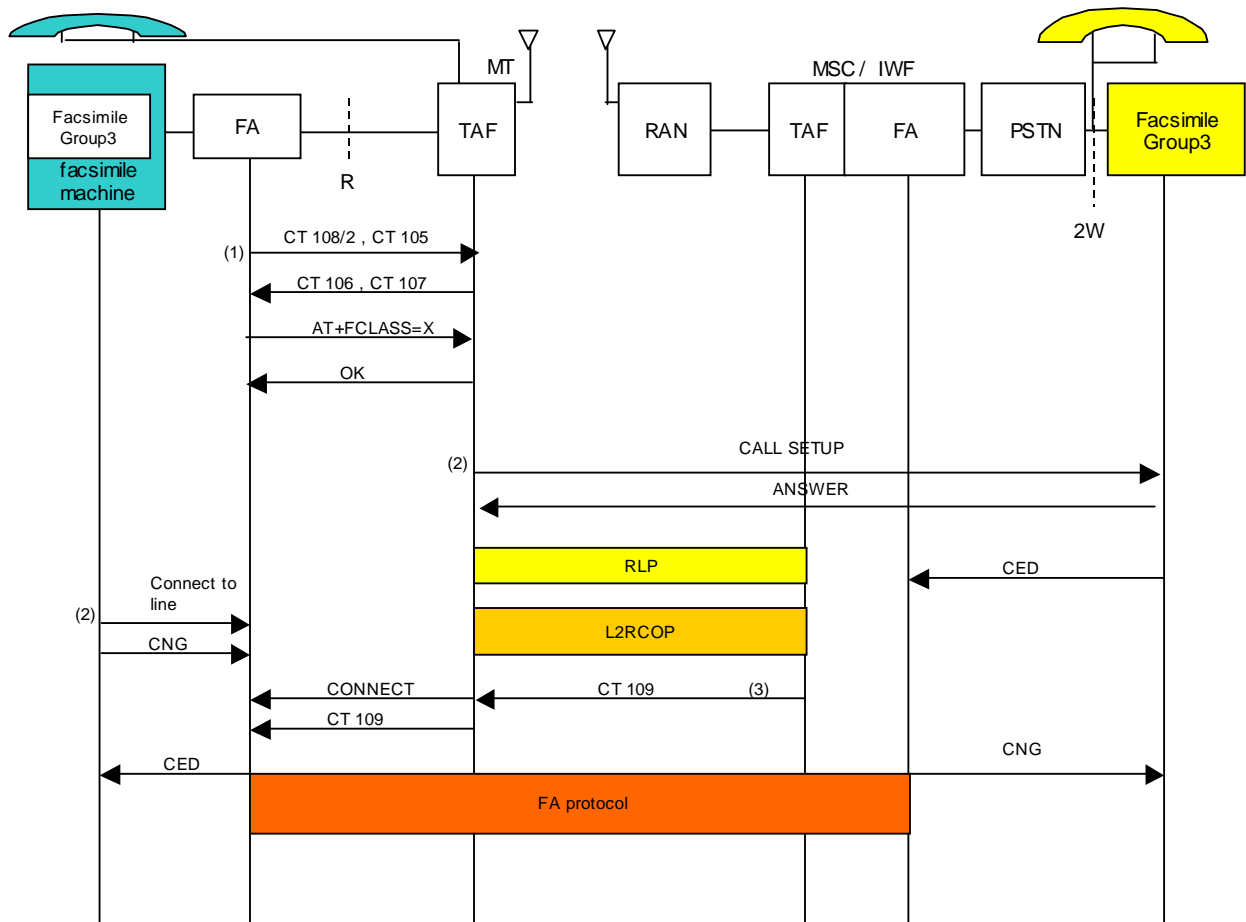 MT
MSC / IWF
Facsimile
Group3
facsimile
machine
FA
R
TAF
RAN
TAF
FA
PSTN
Facsimile
Group3
2W
(1)
CT 108/2 , CT 105
CT 106 , CT 107
AT+FCLASS=X
OK
(2)
CALL SETUP
ANSWER
RLP
CED
Connect to
line
(2)
L2RCOP
CNG
CONNECT
CT 109
(3)
CT 109
CNG
CED
FA protocol